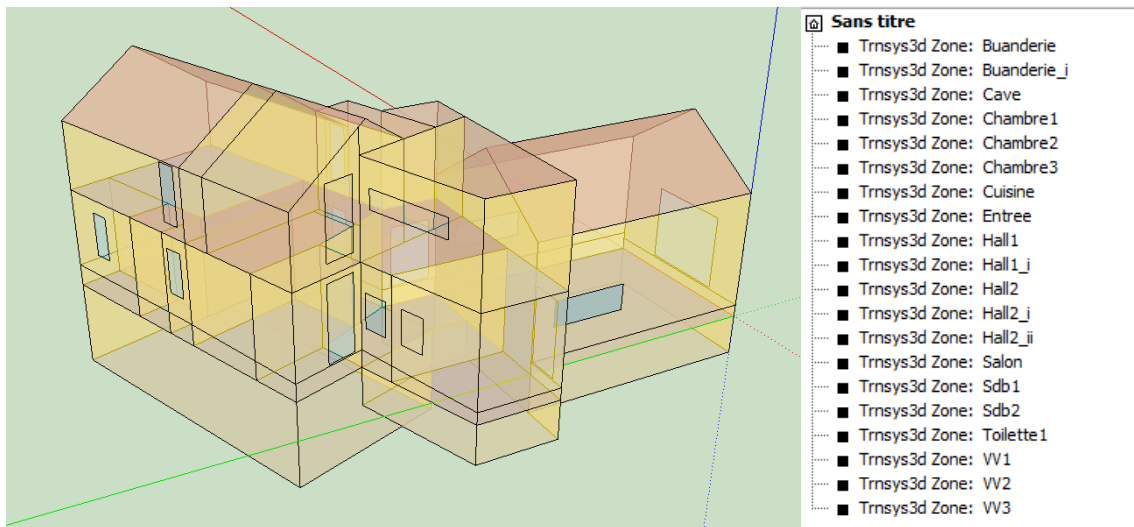 Sans titre
Trnsys3d Zone: Buanderie
Trnsys3d Zone: Buanderie_i
Trnsys3d Zone: Cave
Trnsys3d Zone: Chambre1
Trnsys3d Zone: Chambre2
Trnsys3d Zone: Chambre3
Trnsys3d Zone: Cuisine
Trnsys3d Zone: Entree
Trnsys3d Zone: Hall1
Trnsys3d Zone: Hall1_i
Trnsys3d Zone: Hall2
Trnsys3d Zone: Hall2_i
Trnsys3d Zone: Hall2_ii
Trnsys3d Zone: Salon
Trnsys3d Zone: Sdb1
Trnsys3d Zone: Sdb2
Trnsys3d Zone: Toilette1
Trnsys3d Zone: VV1
Trnsys3d Zone: VV2
Trnsys3d Zone: VV3